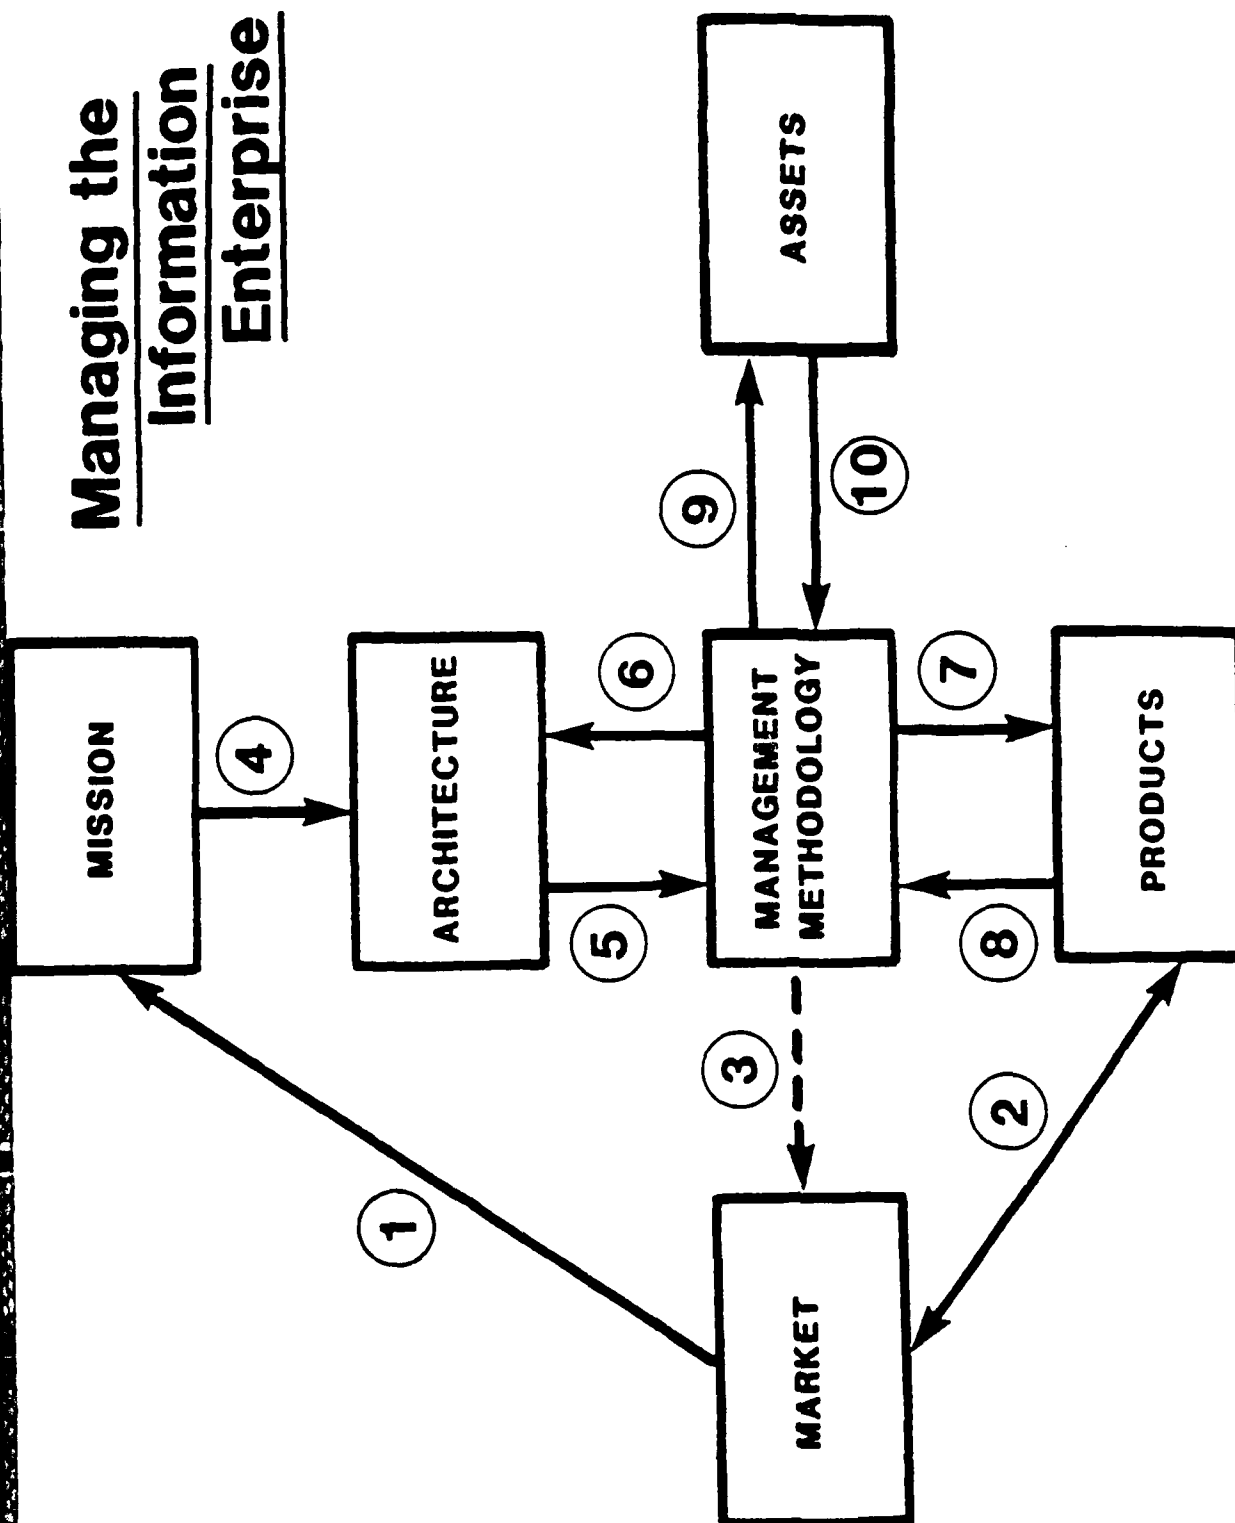 Managing the
Information
Enterprise
MISSION
4
1
ARCHITECTURE
5
6
9
3
MARKET
MANAGEMENT
METHODOLOGY
ASSETS
10
2
8
7
PRODUCTS